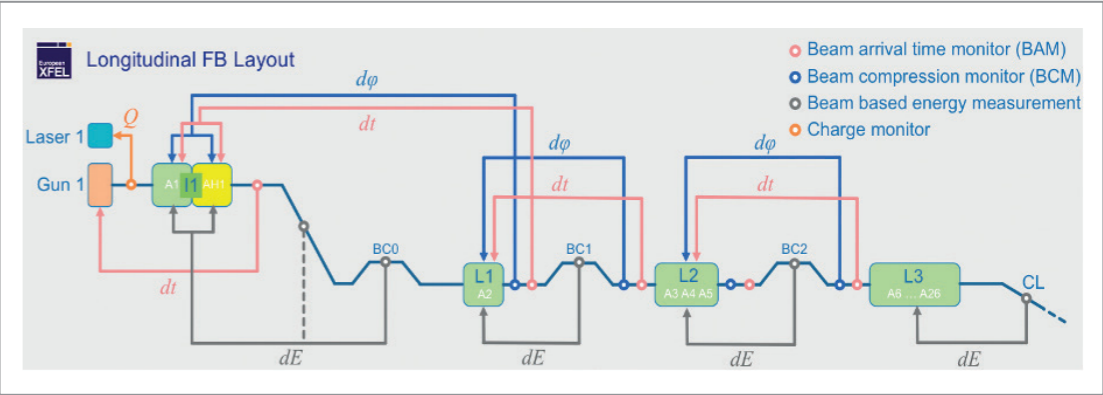 European
XFEL
Longitudinal FB Layout
Beam arrival time monitor (BAM)
Beam compression monitor (BCM)
Beam based energy measurement
Charge monitor
dφ
Laser 1
Q
dt
dφ
dφ
Gun 1
A1
I1
AH1
dt
dt
BC0
BC1
BC2
L1
A2
L2
A3 A4 A5
L3
A6 ... A26
CL
dt
dE
dE
dE
dE